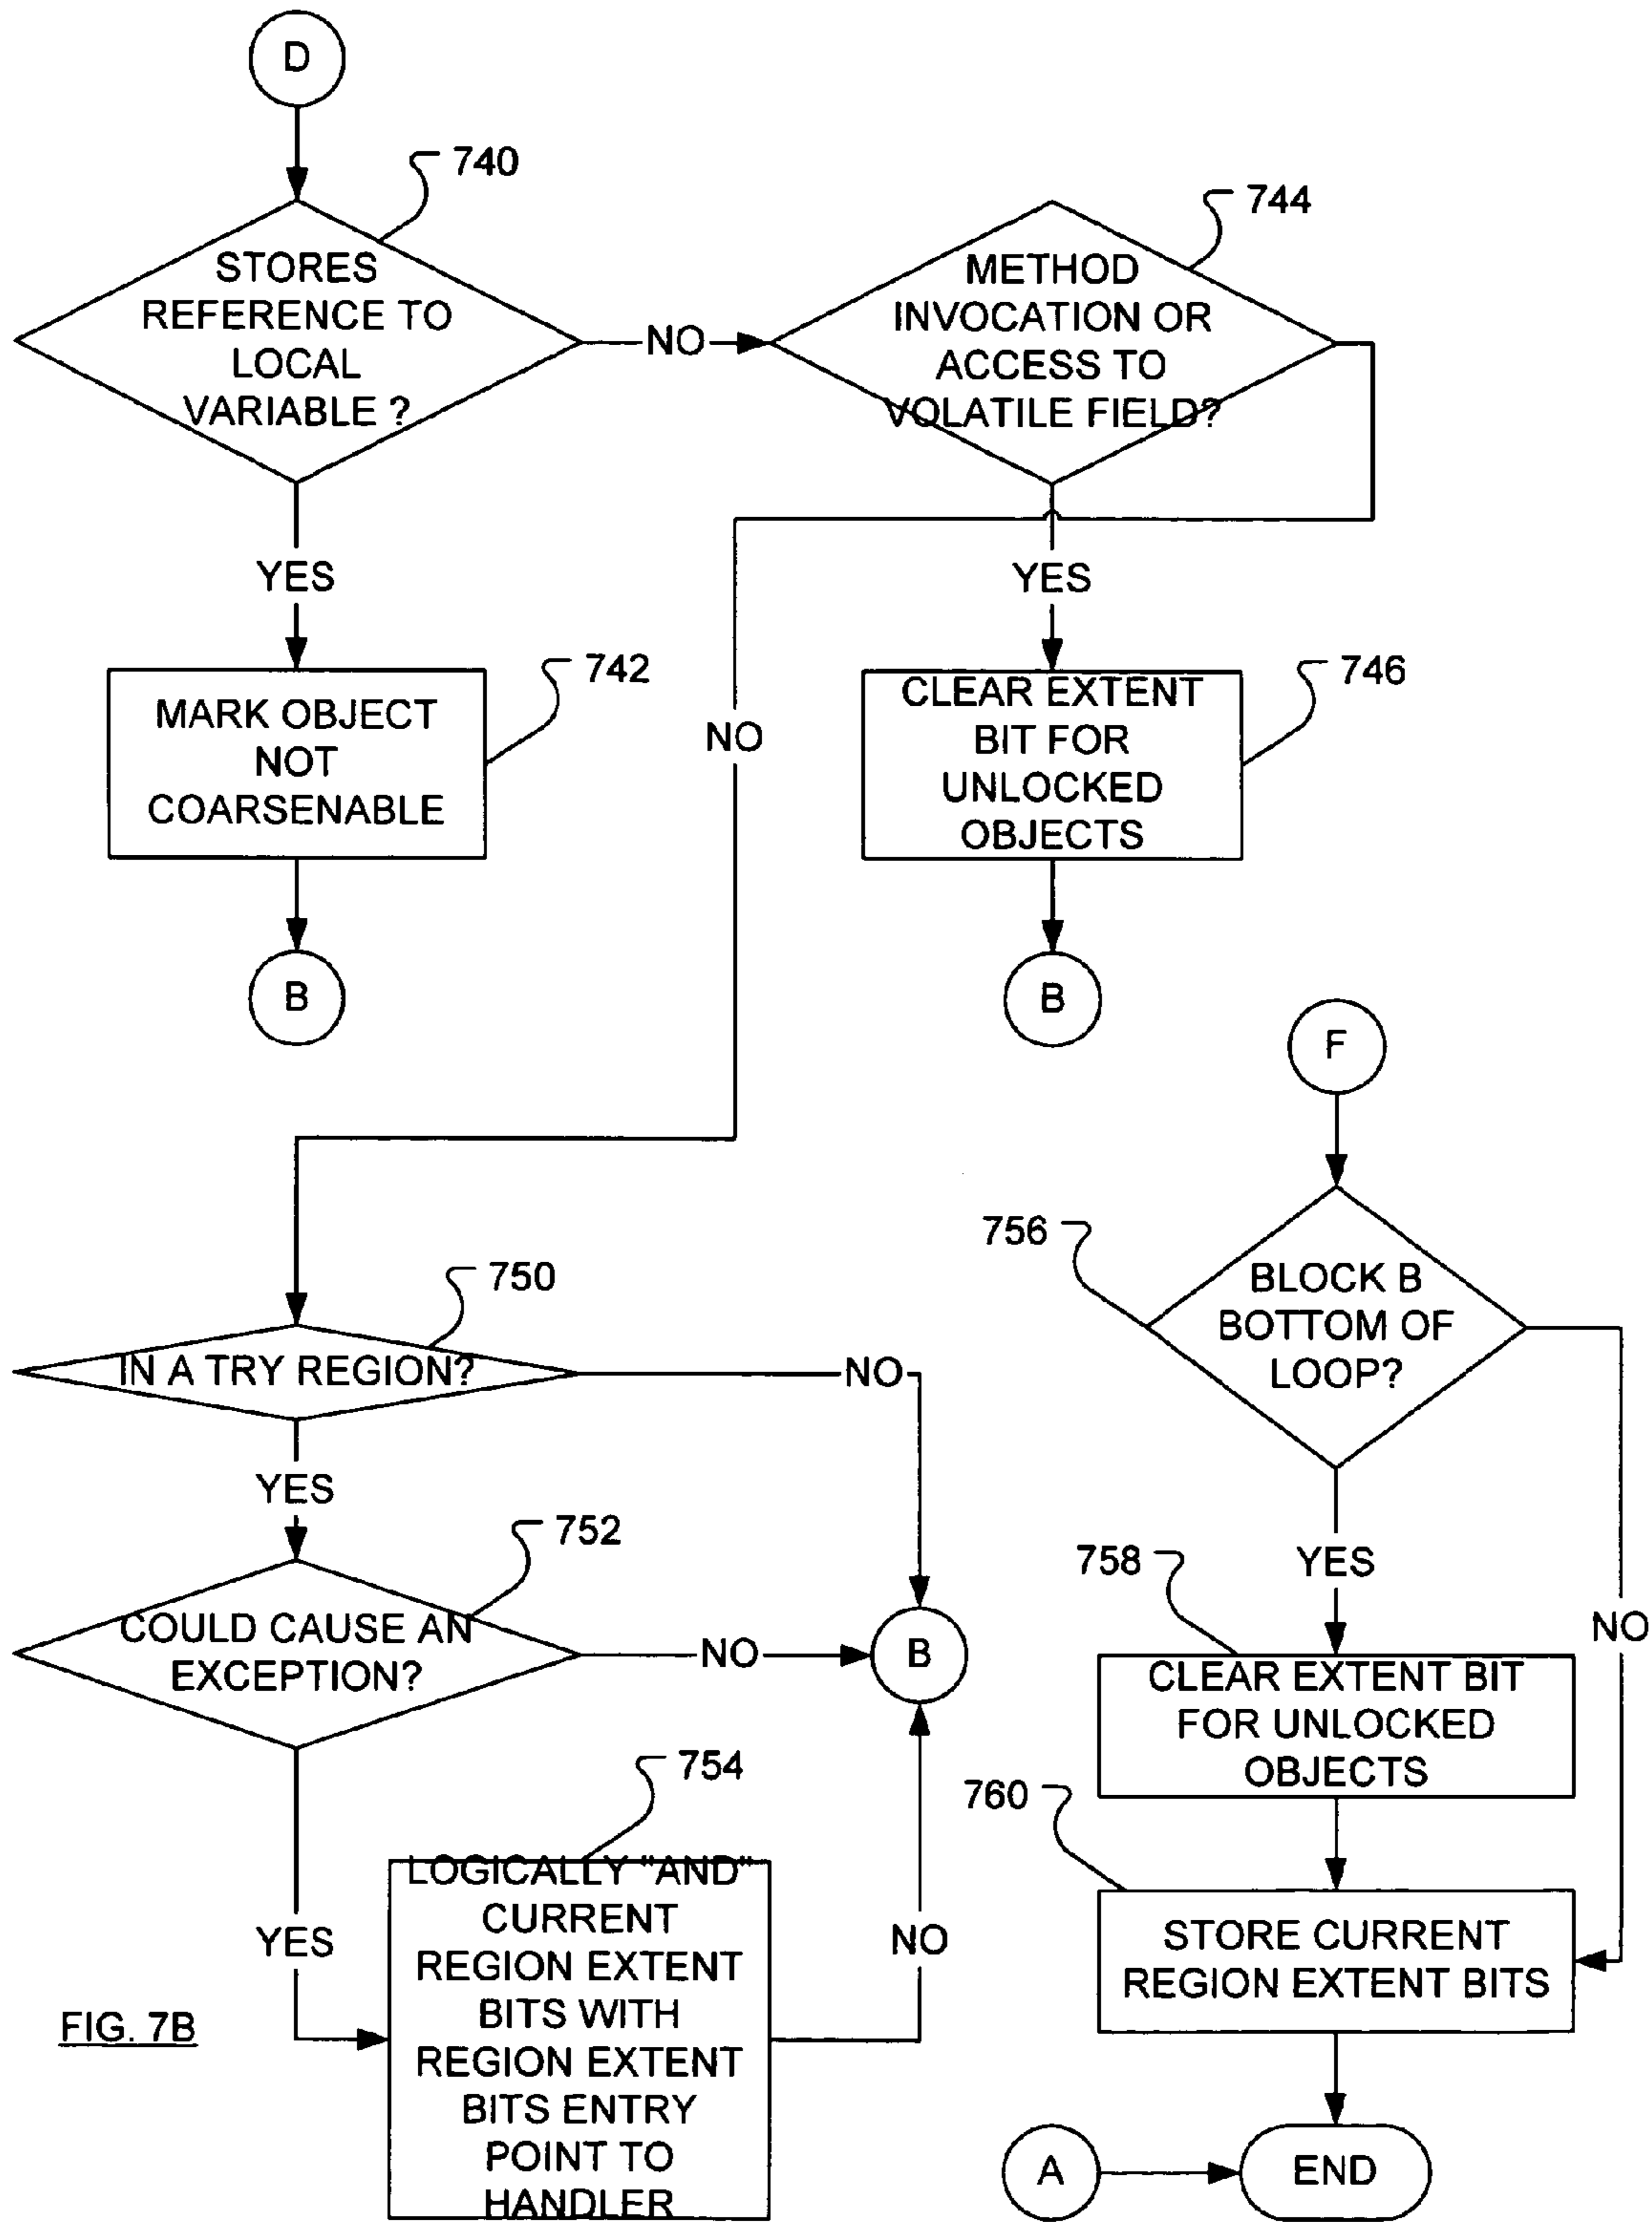 D
740
STORES
REFERENCE TO
LOCAL
VARIABLE ?
NO
744
METHOD
INVOCATION OR
ACCESS TO
VOLATILE FIELD?
YES
YES
742
MARK OBJECT
NOT
COARSENABLE
NO
746
CLEAR EXTENT
BIT FOR
UNLOCKED
OBJECTS
B
B
F
750
IN A TRY REGION?
NO
YES
752
COULD CAUSE AN
EXCEPTION?
NO
B
YES
754
LOGICALLY "AND"
CURRENT
REGION EXTENT
BITS WITH
REGION EXTENT
BITS ENTRY
POINT TO
HANDLER
NO
756
BLOCK B
BOTTOM OF
LOOP?
YES
NO
758
CLEAR EXTENT BIT
FOR UNLOCKED
OBJECTS
760
STORE CURRENT
REGION EXTENT BITS
A
END
FIG. 7B